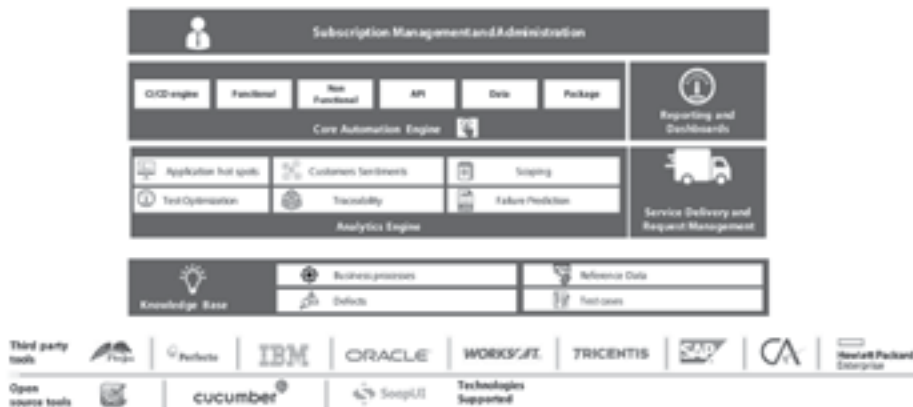 Subscription Management and Administration
CI/CD engine
Functional
Non
Functional
API
Data
Package
Core Automation Engine
Reporting and
Dashboards
Application hot spots
Customers Sentiments
Scoping
Test Optimization
Traceability
Failure Prediction
Analytics Engine
Service Delivery and
Request Management
Knowledge Base
Business processes
Reference Data
Defects
Test cases
Third party
tools
Perfecto
IBM
ORACLE
WORKSOFT.
TRICENTIS
SAP
CA
Hewlett Packard
Enterprise
Open
source tools
cucumber
SoapUI
Technologies
Supported